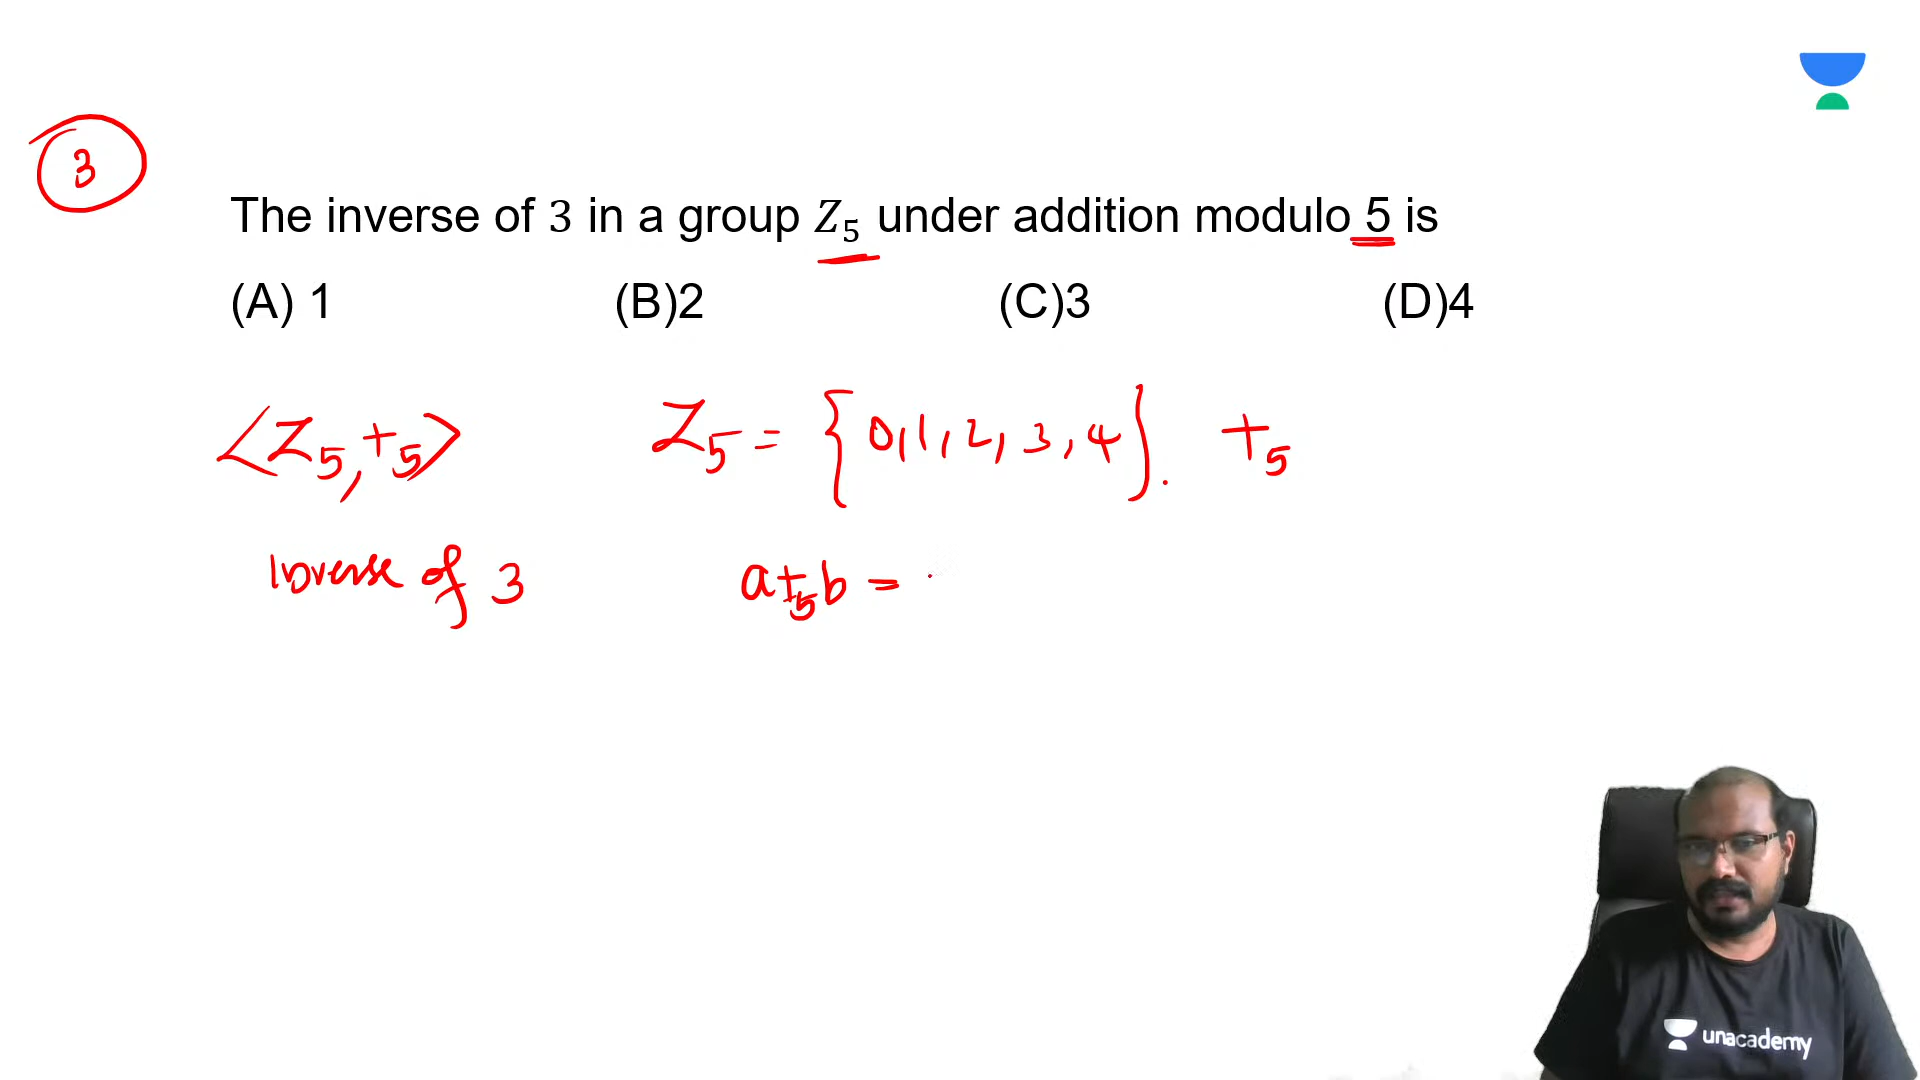 3
The inverse of 3 in a group Z₅ under addition modulo 5 is
(A) 1 (B)2 (C)3 (D)4
⟨Z₅, +₅⟩ Z₅ = {0, 1, 2, 3, 4}. +₅
Inverse of 3 a +₅ b =
unacademy